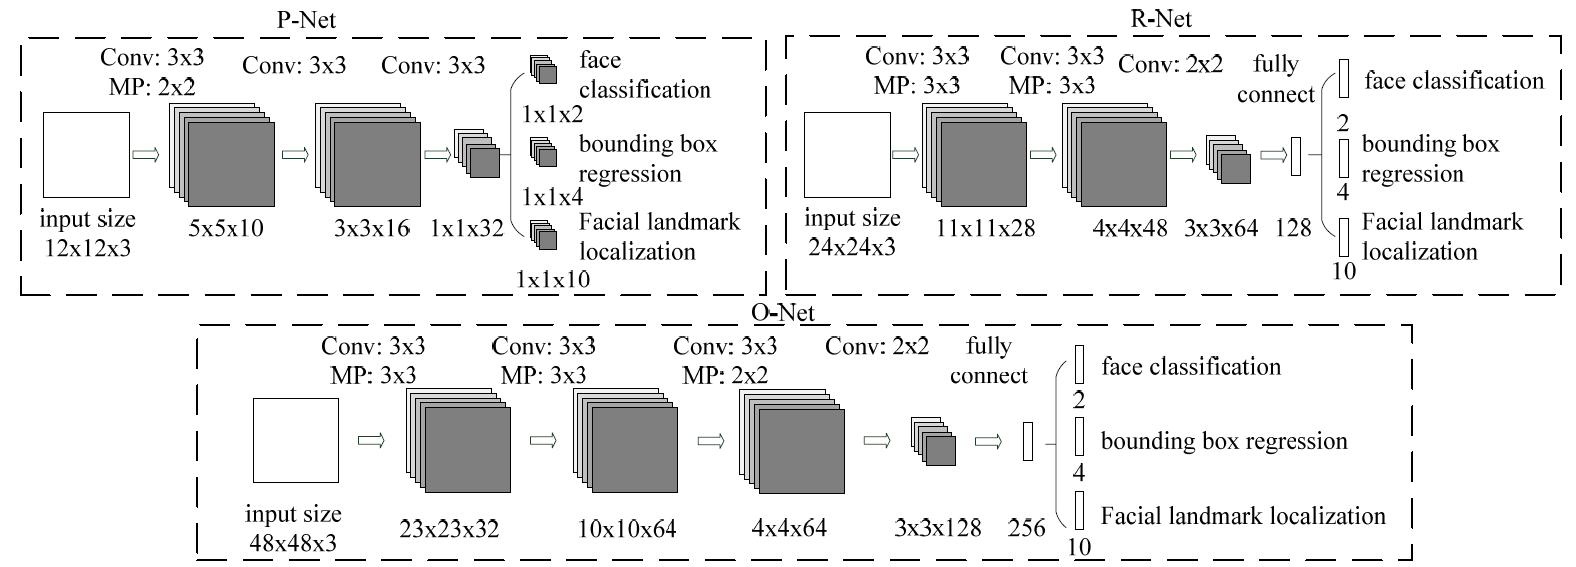 P-Net
Conv: 3x3
MP: 2x2
Conv: 3x3
Conv: 3x3
input size
12x12x3
5x5x10
3x3x16
1x1x32
face
classification
1x1x2
bounding box
regression
1x1x4
Facial landmark
localization
1x1x10
R-Net
Conv: 3x3
MP: 3x3
Conv: 3x3
MP: 3x3
Conv: 2x2
fully
connect
input size
24x24x3
11x11x28
4x4x48
3x3x64
128
face classification
2
bounding box
regression
4
Facial landmark
localization
10
O-Net
Conv: 3x3
MP: 3x3
Conv: 3x3
MP: 3x3
Conv: 3x3
MP: 2x2
Conv: 2x2
fully
connect
input size
48x48x3
23x23x32
10x10x64
4x4x64
3x3x128
256
face classification
2
bounding box regression
4
Facial landmark localization
10